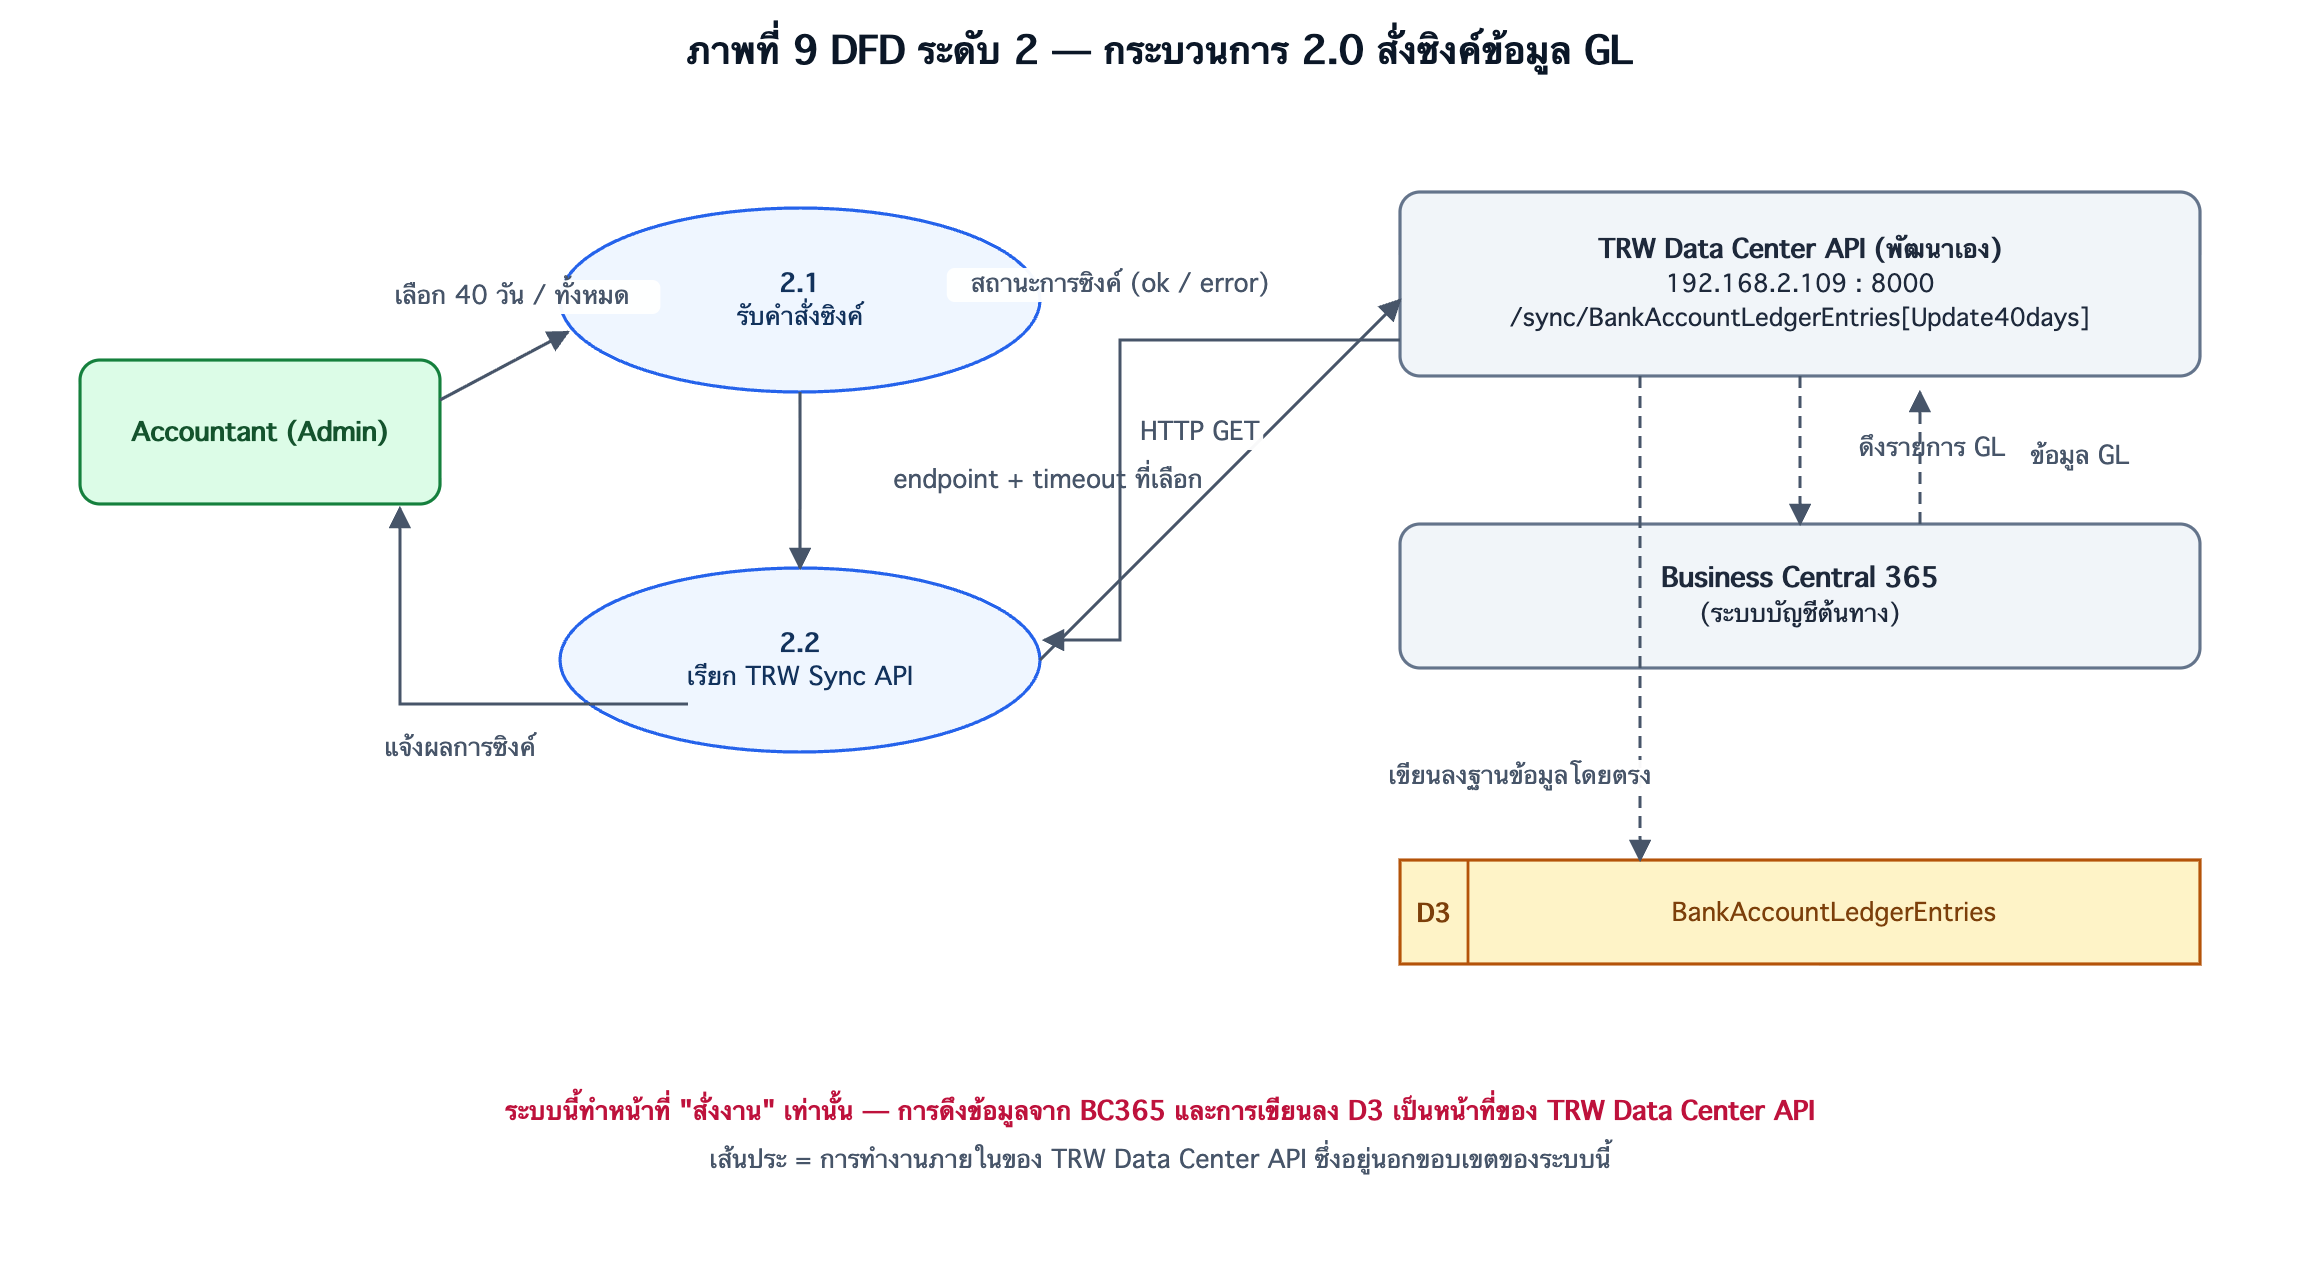 ภาพที่ 9 DFD ระดับ 2 — กระบวนการ 2.0 สั่งซิงค์ข้อมูล GL
เลือก 40 วัน / ทั้งหมด
2.1
รับคำสั่งซิงค์
สถานะการซิงค์ (ok / error)
TRW Data Center API (พัฒนาเอง)
192.168.2.109 : 8000
/sync/BankAccountLedgerEntries[Update40days]
Accountant (Admin)
HTTP GET
endpoint + timeout ที่เลือก
ดึงรายการ GL
ข้อมูล GL
Business Central 365
(ระบบบัญชีต้นทาง)
2.2
เรียก TRW Sync API
แจ้งผลการซิงค์
เขียนลงฐานข้อมูลโดยตรง
D3
BankAccountLedgerEntries
ระบบนี้ทำหน้าที่ "สั่งงาน" เท่านั้น — การดึงข้อมูลจาก BC365 และการเขียนลง D3 เป็นหน้าที่ของ TRW Data Center API
เส้นประ = การทำงานภายในของ TRW Data Center API ซึ่งอยู่นอกขอบเขตของระบบนี้